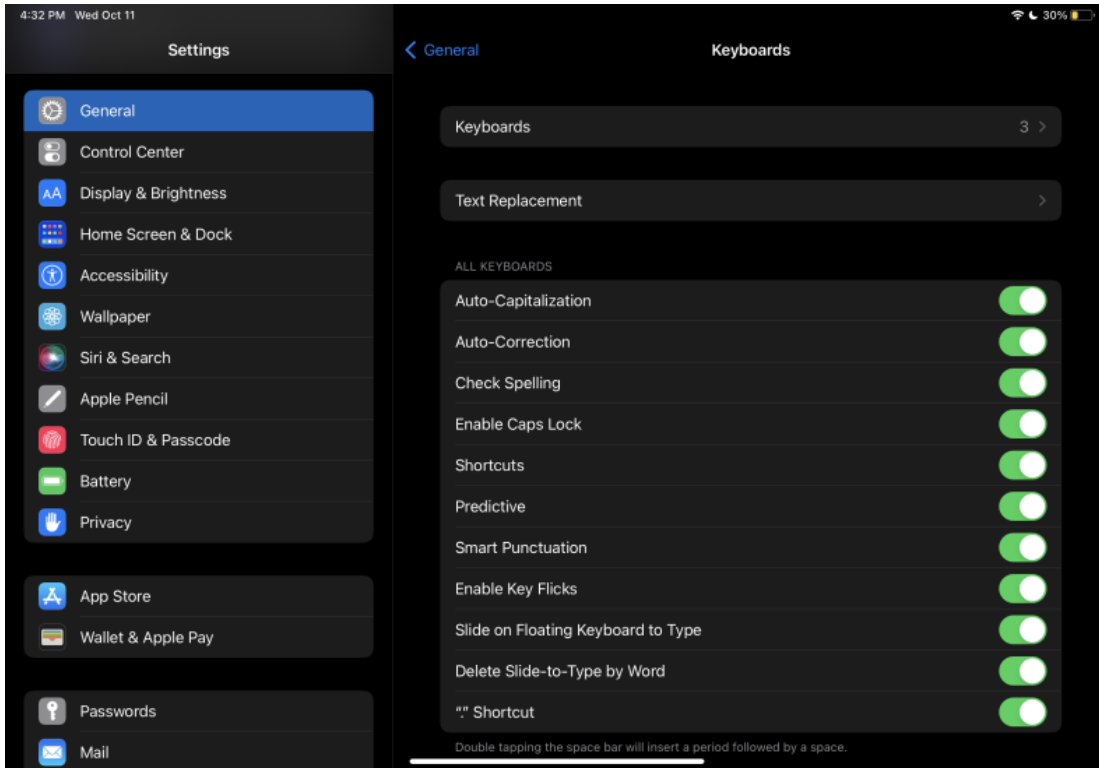 4:32 PM Wed Oct 11
30%
Settings
General
Control Center
AA Display & Brightness
Home Screen & Dock
Accessibility
Wallpaper
Siri & Search
Apple Pencil
Touch ID & Passcode
Battery
Privacy
App Store
Wallet & Apple Pay
Passwords
Mail
General
Keyboards
Keyboards 3
Text Replacement
ALL KEYBOARDS
Auto-Capitalization
Auto-Correction
Check Spelling
Enable Caps Lock
Shortcuts
Predictive
Smart Punctuation
Enable Key Flicks
Slide on Floating Keyboard to Type
Delete Slide-to-Type by Word
“.” Shortcut
Double tapping the space bar will insert a period followed by a space.